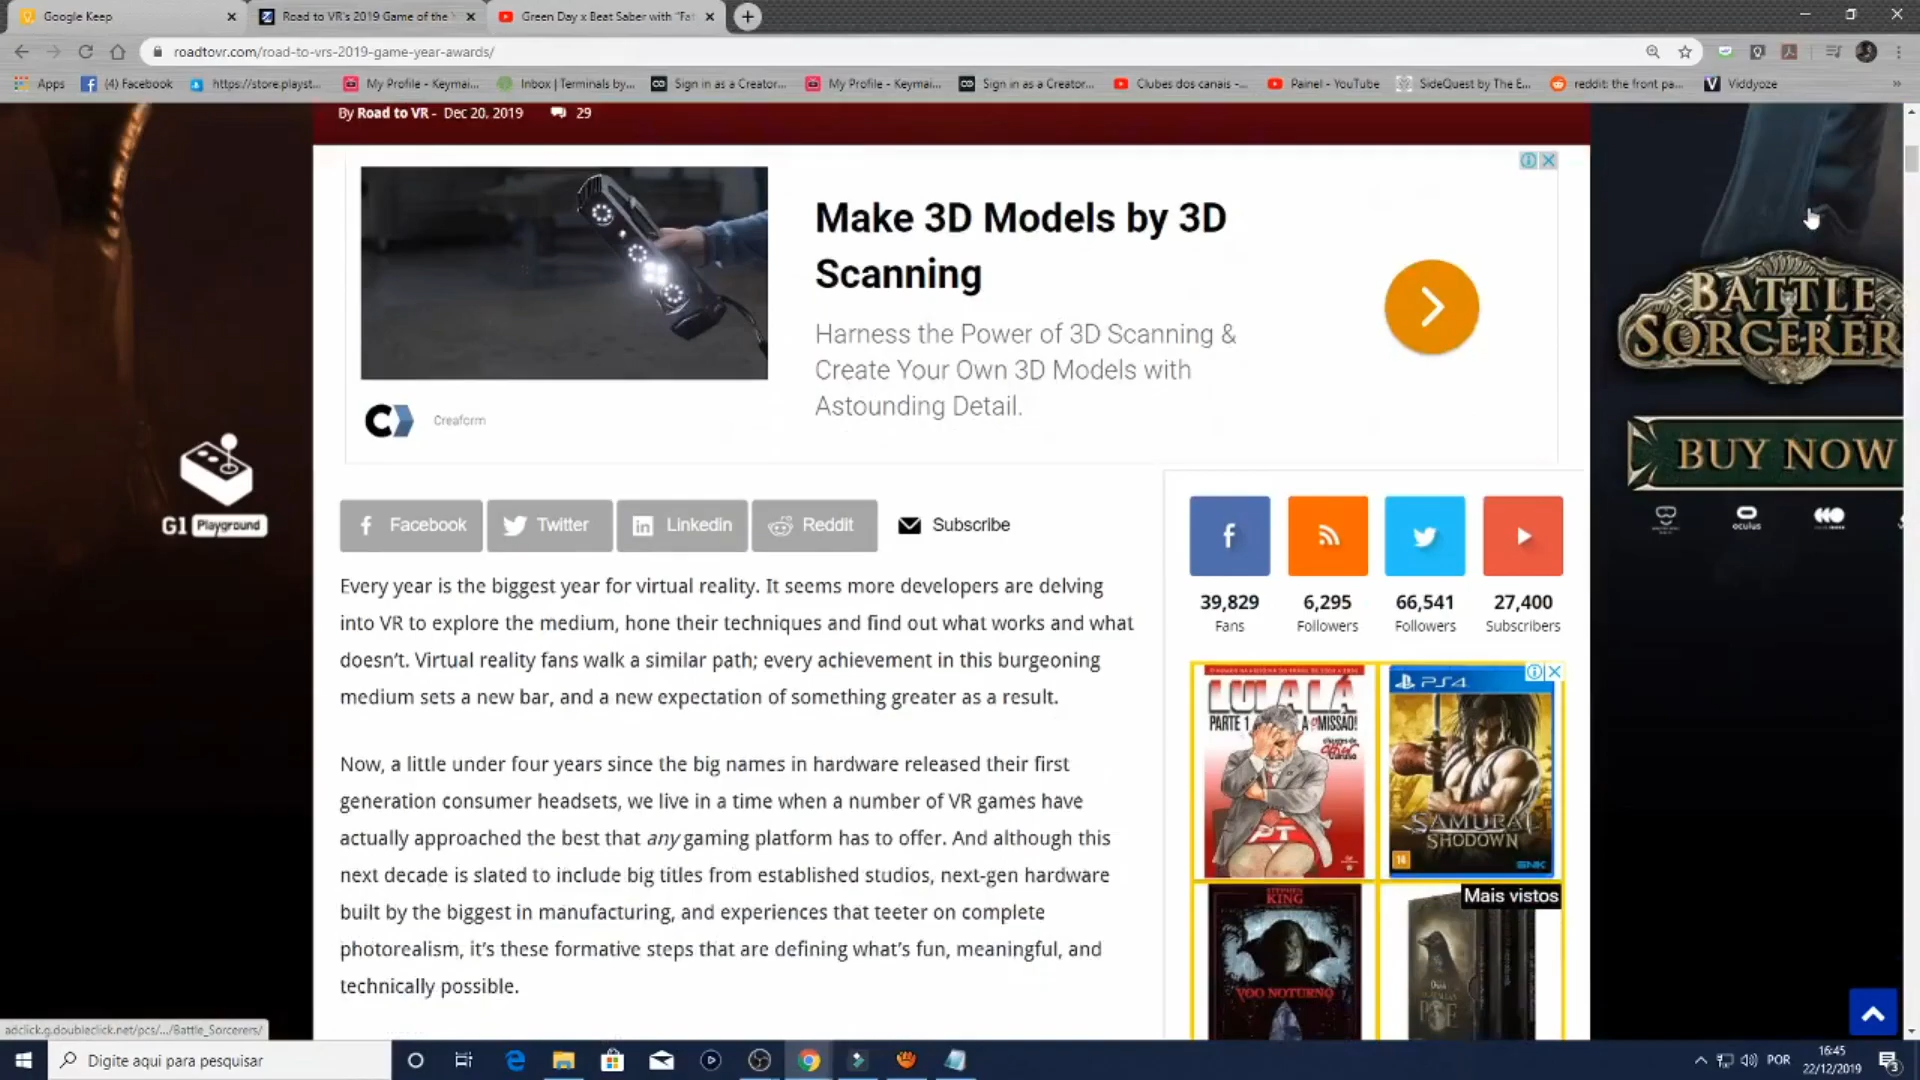 Google Keep
Road to VR's 2019 Game of the Y
Green Day x Beat Saber with "Fat
roadtovr.com/road-to-vrs-2019-game-year-awards/
Apps
(4) Facebook
https://store.playst...
My Profile - Keymai...
Inbox | Terminals by...
Sign in as a Creator...
My Profile - Keymai...
Sign in as a Creator...
Clubes dos canais -...
Painel - YouTube
SideQuest by The E...
reddit: the front pa...
Viddyoze
By Road to VR - Dec 20, 2019 29
Make 3D Models by 3D
Scanning
Harness the Power of 3D Scanning &
Create Your Own 3D Models with
Astounding Detail.
Creaform
BATTLE
SORCERER
BUY NOW
oculus
G1 Playground
Facebook
Twitter
Linkedin
Reddit
Subscribe
39,829
Fans
6,295
Followers
66,541
Followers
27,400
Subscribers
Every year is the biggest year for virtual reality. It seems more developers are delving
into VR to explore the medium, hone their techniques and find out what works and what
doesn't. Virtual reality fans walk a similar path; every achievement in this burgeoning
medium sets a new bar, and a new expectation of something greater as a result.
Now, a little under four years since the big names in hardware released their first
generation consumer headsets, we live in a time when a number of VR games have
actually approached the best that any gaming platform has to offer. And although this
next decade is slated to include big titles from established studios, next-gen hardware
built by the biggest in manufacturing, and experiences that teeter on complete
photorealism, it's these formative steps that are defining what's fun, meaningful, and
technically possible.
LULA LÁ
PARTE 1 A MISSÃO!
PT
PS4
SAMURAI
SHODOWN
14
SNK
STEPHEN
KING
VOO NOTURNO
Mais vistos
POE
adclick.g.doubleclick.net/pcs/.../Battle_Sorcerers/
Digite aqui para pesquisar
POR
16:45
22/12/2019
3